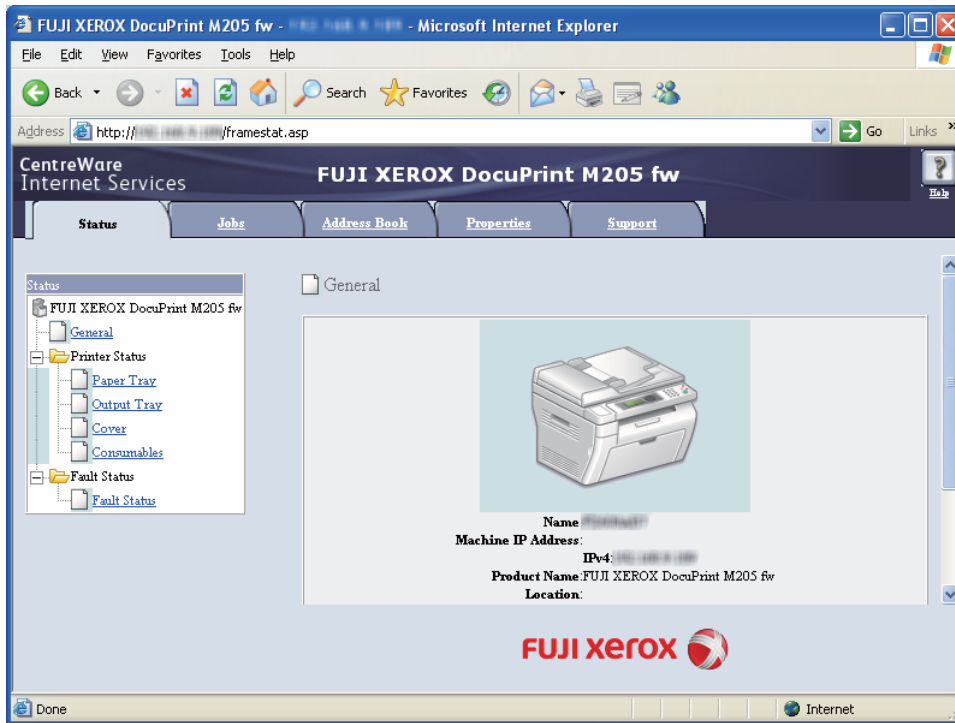 FUJI XEROX DocuPrint M205 fw - - Microsoft Internet Explorer
File Edit View Favorites Tools Help
Back Search Favorites
Address http:// /framestat.asp Go Links »
CentreWare
Internet Services
FUJI XEROX DocuPrint M205 fw
Help
Status Jobs Address Book Properties Support
Status
FUJI XEROX DocuPrint M205 fw
General
Printer Status
Paper Tray
Output Tray
Cover
Consumables
Fault Status
Fault Status
General
Name
Machine IP Address:
IPv4:
Product Name:FUJI XEROX DocuPrint M205 fw
Location:
FUJI xerox
Done Internet